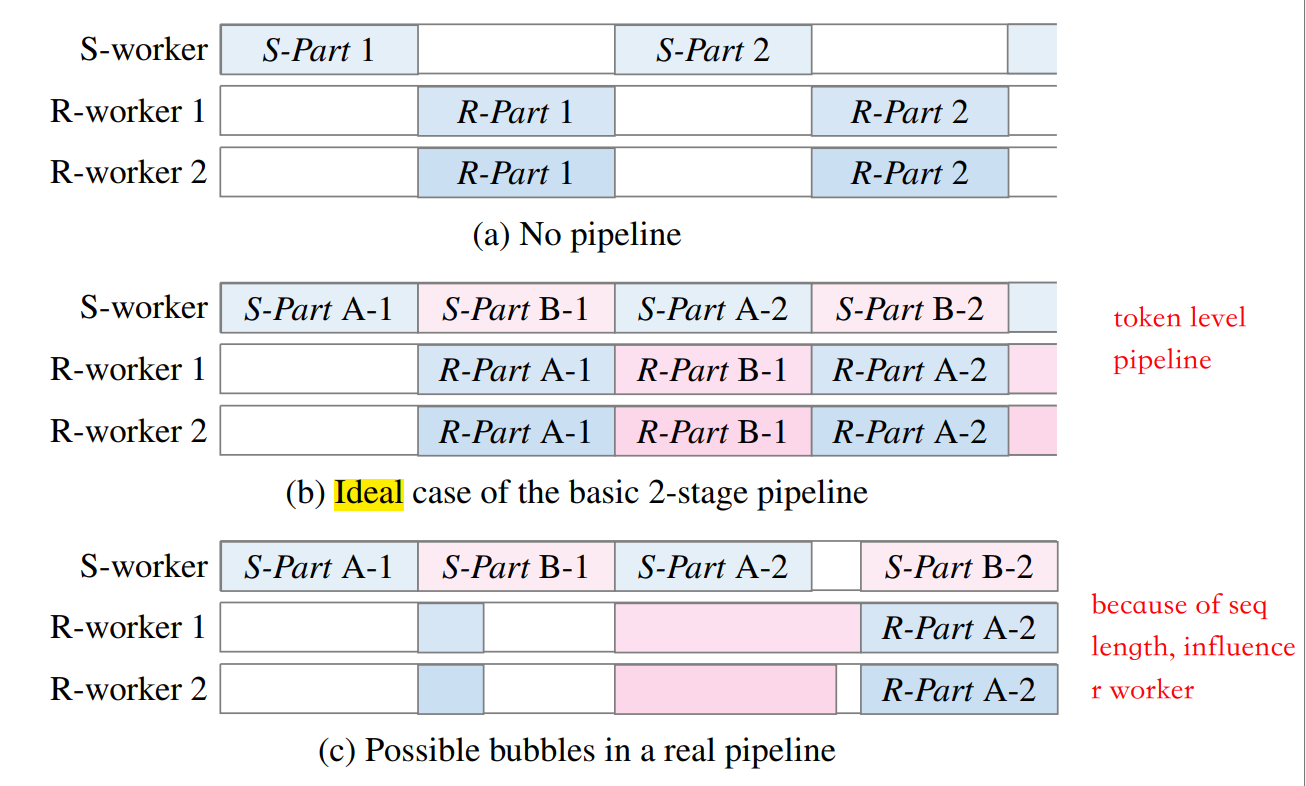 S-worker S-Part 1 S-Part 2
R-worker 1 R-Part 1 R-Part 2
R-worker 2 R-Part 1 R-Part 2
(a) No pipeline
S-worker S-Part A-1 S-Part B-1 S-Part A-2 S-Part B-2
R-worker 1 R-Part A-1 R-Part B-1 R-Part A-2
R-worker 2 R-Part A-1 R-Part B-1 R-Part A-2
token level
pipeline
(b) Ideal case of the basic 2-stage pipeline
S-worker S-Part A-1 S-Part B-1 S-Part A-2 S-Part B-2
R-worker 1 R-Part A-2
R-worker 2 R-Part A-2
because of seq
length, influence
r worker
(c) Possible bubbles in a real pipeline